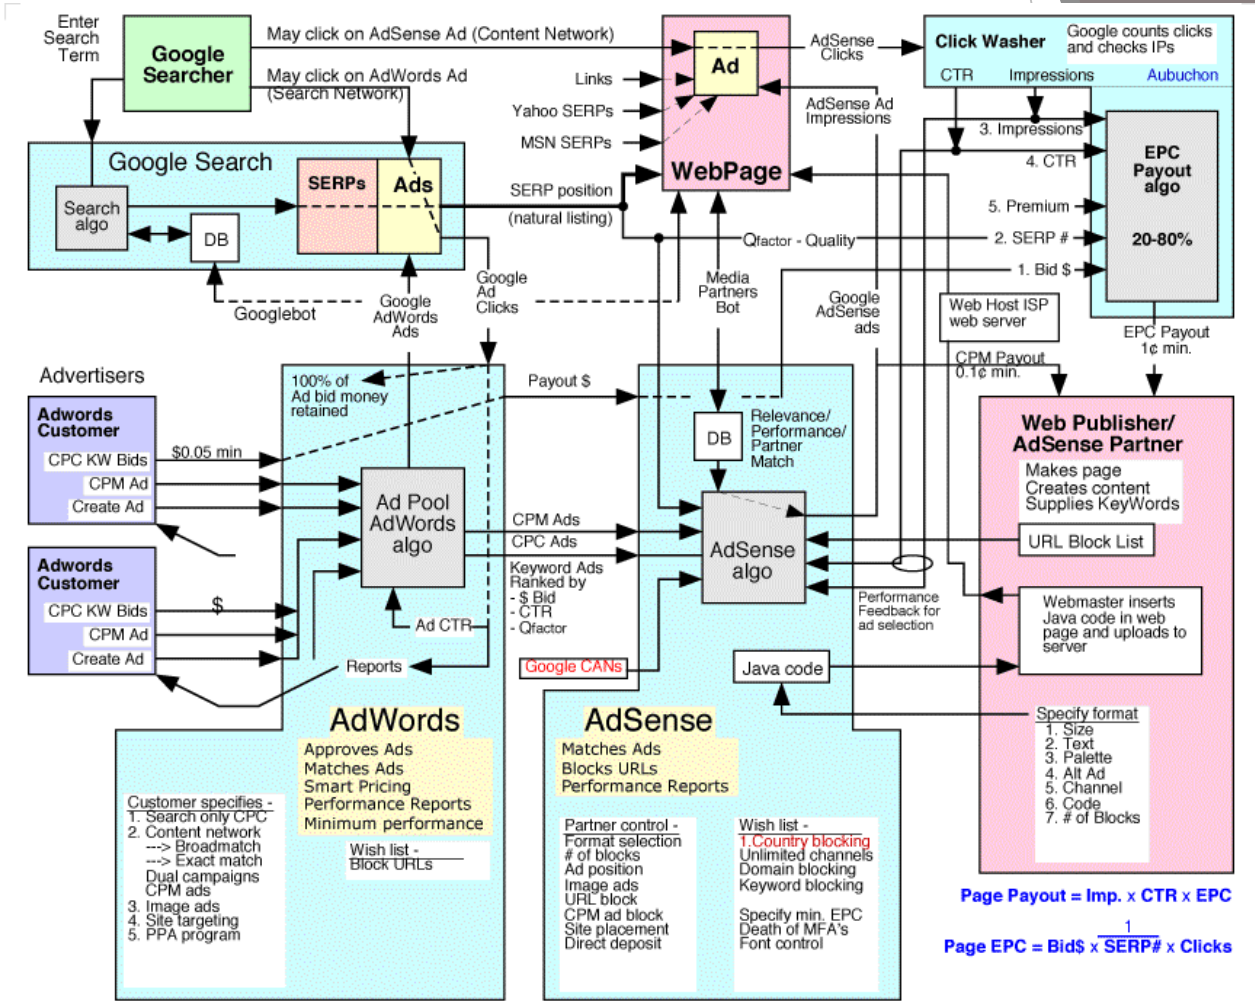 Enter
Search
Term
Google
Searcher
May click on AdSense Ad (Content Network)
May click on AdWords Ad
(Search Network)
Links
Yahoo SERPs
MSN SERPs
Ad
WebPage
AdSense
Clicks
AdSense Ad
Impressions
Click Washer
Google counts clicks
and checks IPs
CTR
Impressions
Aubuchon
3. Impressions
4. CTR
5. Premium
2. SERP #
1. Bid $
EPC
Payout
algo
20-80%
Google Search
Search
algo
DB
SERPs
Ads
SERP position
(natural listing)
Qfactor - Quality
Googlebot
Google
AdWords
Ads
Google
Ad
Clicks
Media
Partners
Bot
Google
AdSense
ads
Web Host ISP
web server
EPC Payout
1¢ min.
CPM Payout
0.1¢ min.
Advertisers
Adwords
Customer
CPC KW Bids
CPM Ad
Create Ad
$0.05 min
Adwords
Customer
CPC KW Bids
CPM Ad
Create Ad
$
100% of
Ad bid money
retained
Payout $
Ad Pool
AdWords
algo
Ad CTR
Reports
CPM Ads
CPC Ads
Keyword Ads
Ranked by
- $ Bid
- CTR
- Qfactor
Google CANs
DB
Relevance/
Performance/
Partner
Match
AdSense
algo
Performance
Feedback for
ad selection
Java code
Web Publisher/
AdSense Partner
Makes page
Creates content
Supplies KeyWords
URL Block List
Webmaster inserts
Java code in web
page and uploads to
server
Specify format
1. Size
2. Text
3. Palette
4. Alt Ad
5. Channel
6. Code
7. # of Blocks
AdWords
Approves Ads
Matches Ads
Smart Pricing
Performance Reports
Minimum performance
Customer specifies -
1. Search only CPC
2. Content network
---> Broadmatch
---> Exact match
Dual campaigns
CPM ads
3. Image ads
4. Site targeting
5. PPA program
Wish list -
Block URLs
AdSense
Matches Ads
Blocks URLs
Performance Reports
Partner control -
Format selection
# of blocks
Ad position
Image ads
URL block
CPM ad block
Site placement
Direct deposit
Wish list -
1.Country blocking
Unlimited channels
Domain blocking
Keyword blocking
Specify min. EPC
Death of MFA's
Font control
Page Payout = Imp. x CTR x EPC
1
Page EPC = Bid$ x SERP# x Clicks